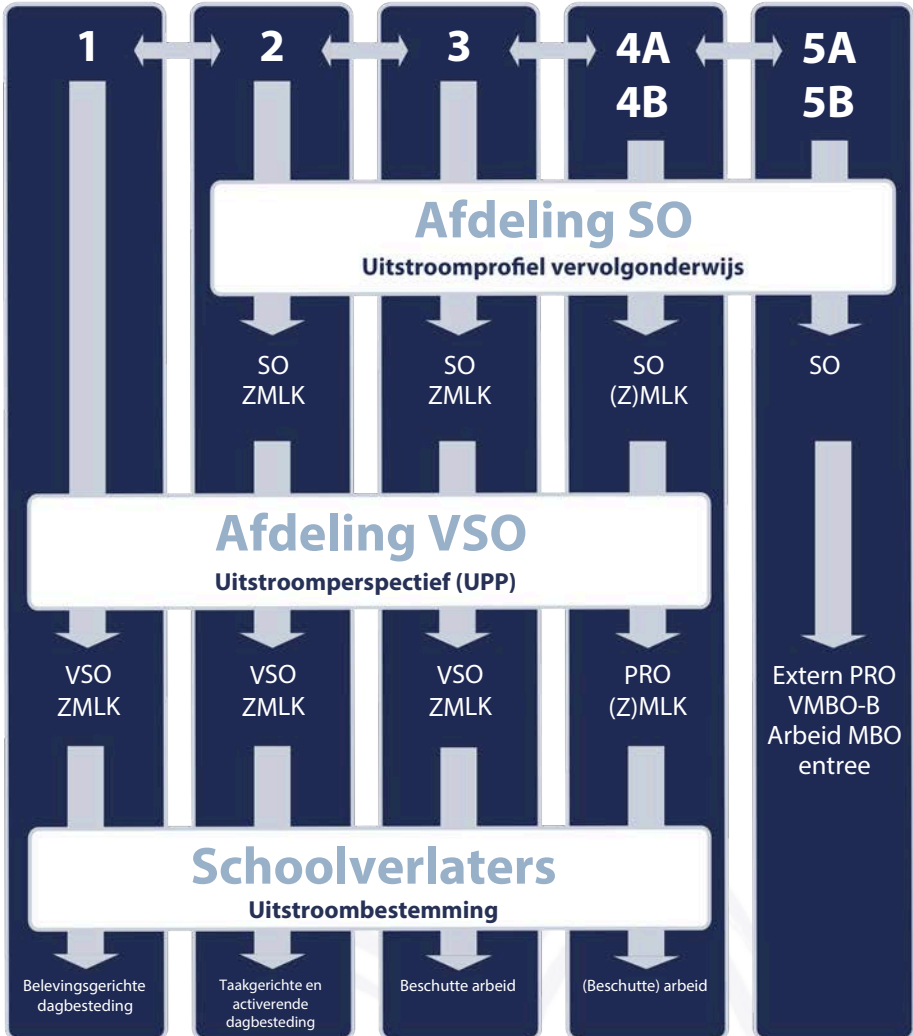 1 2 3 4A 5A
4B 5B
Afdeling SO
Uitstroomprofiel vervolgonderwijs
SO SO SO SO
ZMLK ZMLK (Z)MLK
Afdeling VSO
Uitstroomperspectief (UPP)
VSO VSO VSO PRO Extern PRO
ZMLK ZMLK ZMLK (Z)MLK VMBO-B
Arbeid MBO
entree
Schoolverlaters
Uitstroombestemming
Belevingsgerichte
dagbesteding
Taakgerichte en
activerende
dagbesteding
Beschutte arbeid
(Beschutte) arbeid